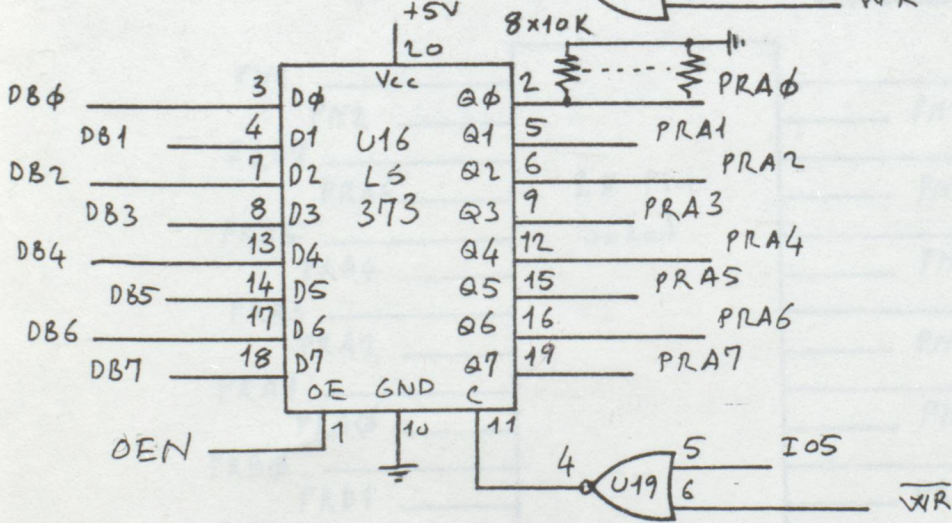 +5V
W̅R̅
8x10K
20
Vcc
DBϕ 3 Dϕ Qϕ 2 PRAϕ
DB1 4 D1 U16 Q1 5 PRA1
DB2 7 D2 LS Q2 6 PRA2
DB3 8 D3 373 Q3 9 PRA3
DB4 13 D4 Q4 12 PRA4
DB5 14 D5 Q5 15 PRA5
DB6 17 D6 Q6 16 PRA6
DB7 18 D7 Q7 19 PRA7
OE GND C
OEN 1 10 11
4 U19 5 IO5
6 W̅R̅